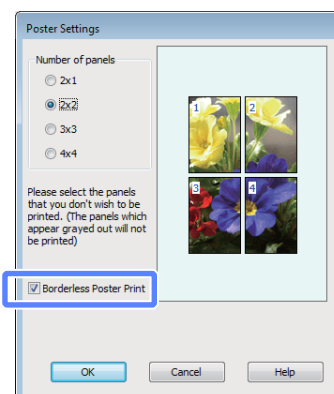 Poster Settings
Number of panels
2x1
2x2
3x3
4x4
Please select the panels
that you don't wish to be
printed. (The panels which
appear grayed out will not
be printed)
Borderless Poster Print
1
2
3
4
OK
Cancel
Help